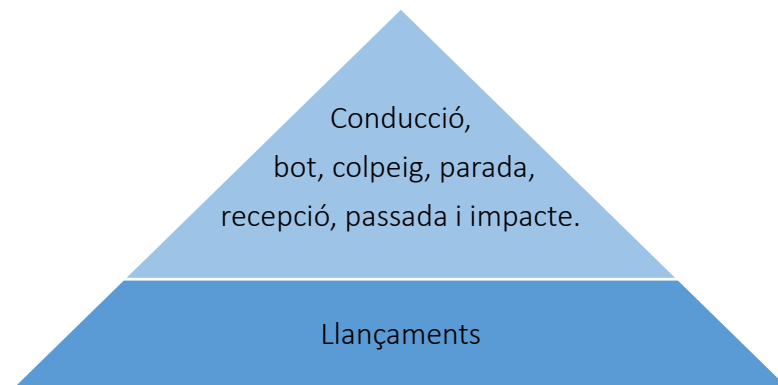 Conducció,
bot, colpeig, parada,
recepció, passada i impacte.
Llançaments